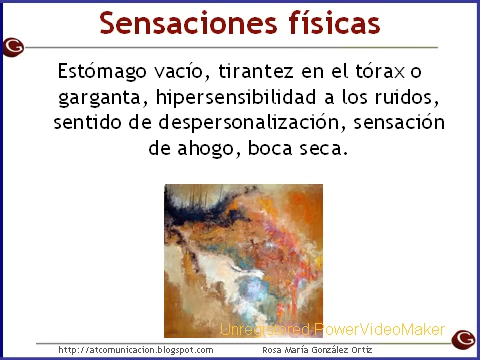 Sensaciones físicas
Estómago vacío, tirantez en el tórax o
garganta, hipersensibilidad a los ruidos,
sentido de despersonalización, sensación
de ahogo, boca seca.
Unregistered PowerVideoMaker
http://atcomunicacion.blogspot.com Rosa María González Ortiz